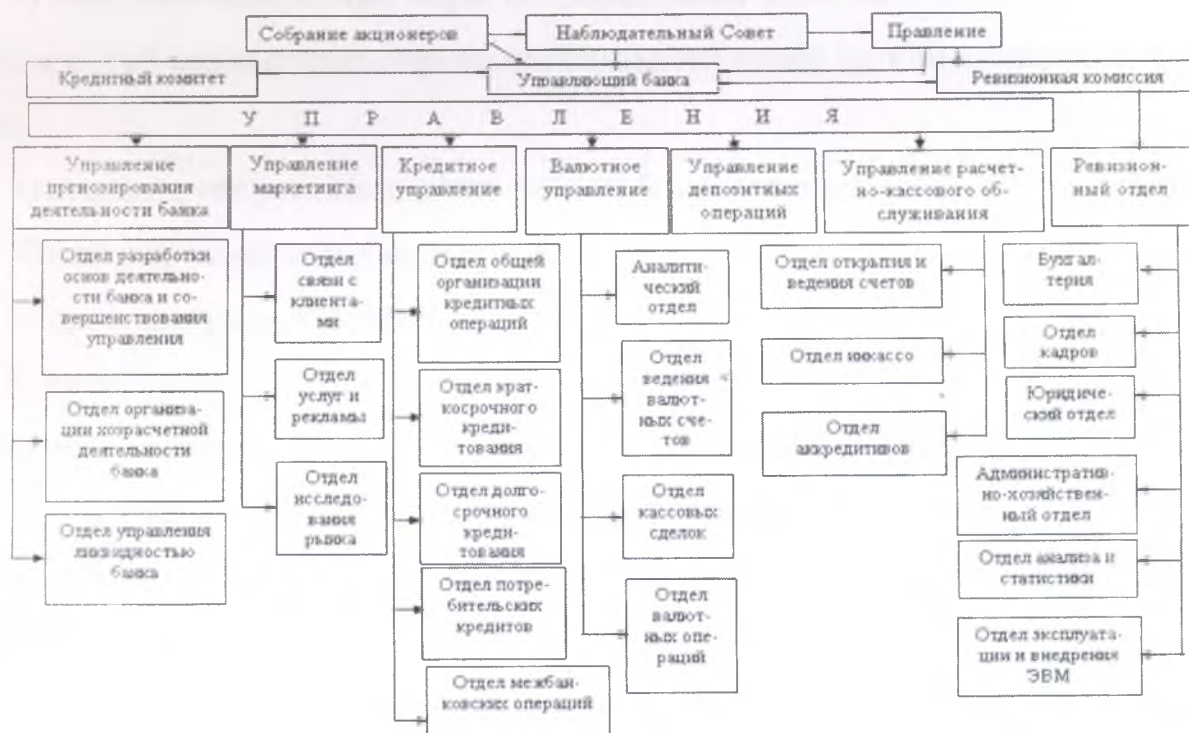 Собрание акционеров
Наблюдательный Совет
Правление
Кредитный комитет
Управляющий банка
Ревизионная комиссия
У П Р А В Л Е Н И Я
Управление
пргнозирования
деятельности банка
Управление
маркетинга
Кредитное
управление
Валютное
управление
Управление
депозитных
операций
Управление расчет-
но-кассового об-
служивания
Ревизион-
ный отдел
Отдел разработки
основ деятельно-
сти банка и со-
вершенствования
управления
Отдел организа-
ции хозрасчетной
деятельности
банка
Отдел управления
ликвидностью
банка
Отдел
связи с
клиента-
ми
Отдел
услуг и
рекламы
Отдел
исследо-
вания
рынка
Отдел общей
организации
кредитных
операций
Отдел крат-
косрочного
креди-
тования
Отдел долго-
срочного
креди-
тования
Отдел потре-
бительских
кредитов
Отдел межбан-
ковских операций
Аналити-
ческий
отдел
Отдел
ведения
валют-
ных сче-
тов
Отдел
кассовых
сделок
Отдел
валют-
ных опе-
раций
Отдел открытия и
ведения счетов
Отдел инкассо
Отдел
аккредитивов
Бухгал-
терия
Отдел
кадров
Юридиче-
ский отдел
Административ-
но-хозяйствен-
ный отдел
Отдел анализа и
статистики
Отдел эксплуата-
ции и внедрения
ЭВМ